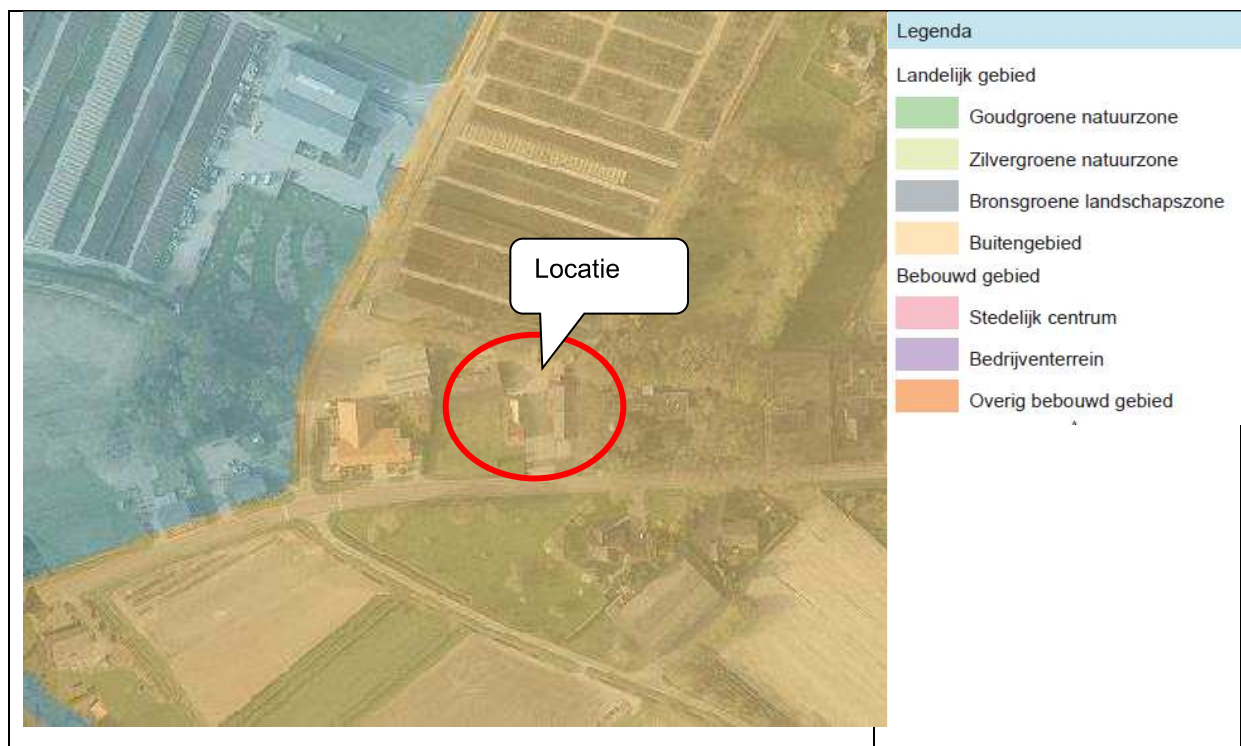 Locatie
Legenda
Landelijk gebied
Goudgroene natuurzone
Zilvergroene natuurzone
Bronsgroene landschapszone
Buitengebied
Bebouwd gebied
Stedelijk centrum
Bedrijventerrein
Overig bebouwd gebied